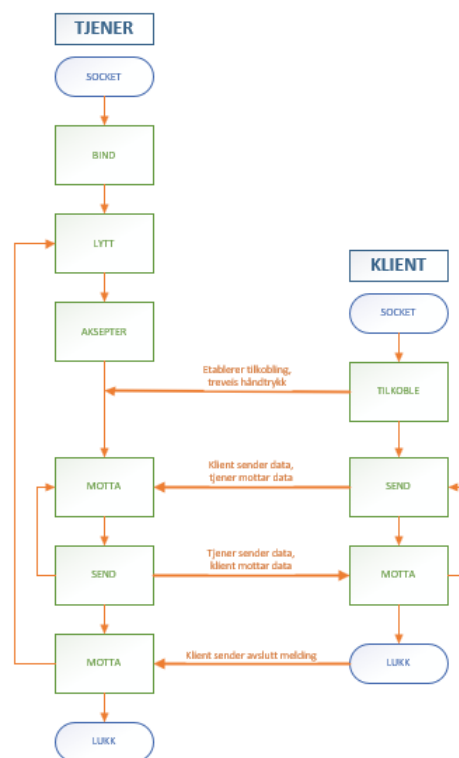 TJENER
SOCKET
BIND
LYTT
KLIENT
SOCKET
AKSEPTER
Etablerer tilkobling,
treveis håndtrykk
TILKOBLE
Klient sender data,
tjener mottar data
MOTTA
SEND
Tjener sender data,
klient mottar data
SEND
MOTTA
Klient sender avslutt melding
MOTTA
LUKK
LUKK